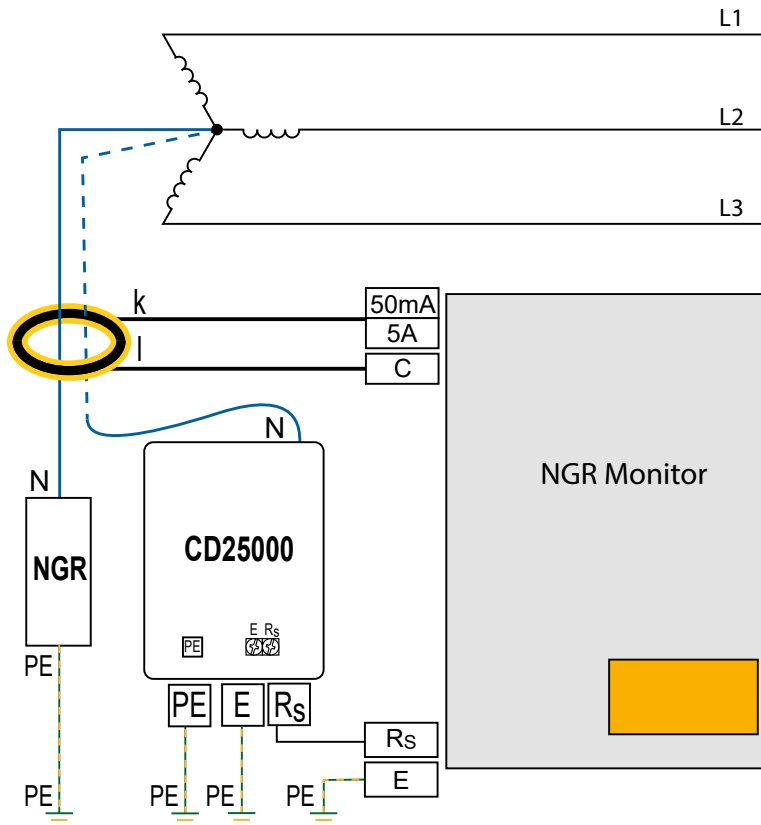 L1
L2
L3
k
50mA
5A
l
C
N
N
NGR Monitor
CD25000
NGR
E RS
PE
PE
PE E RS
RS
E
PE PE PE PE